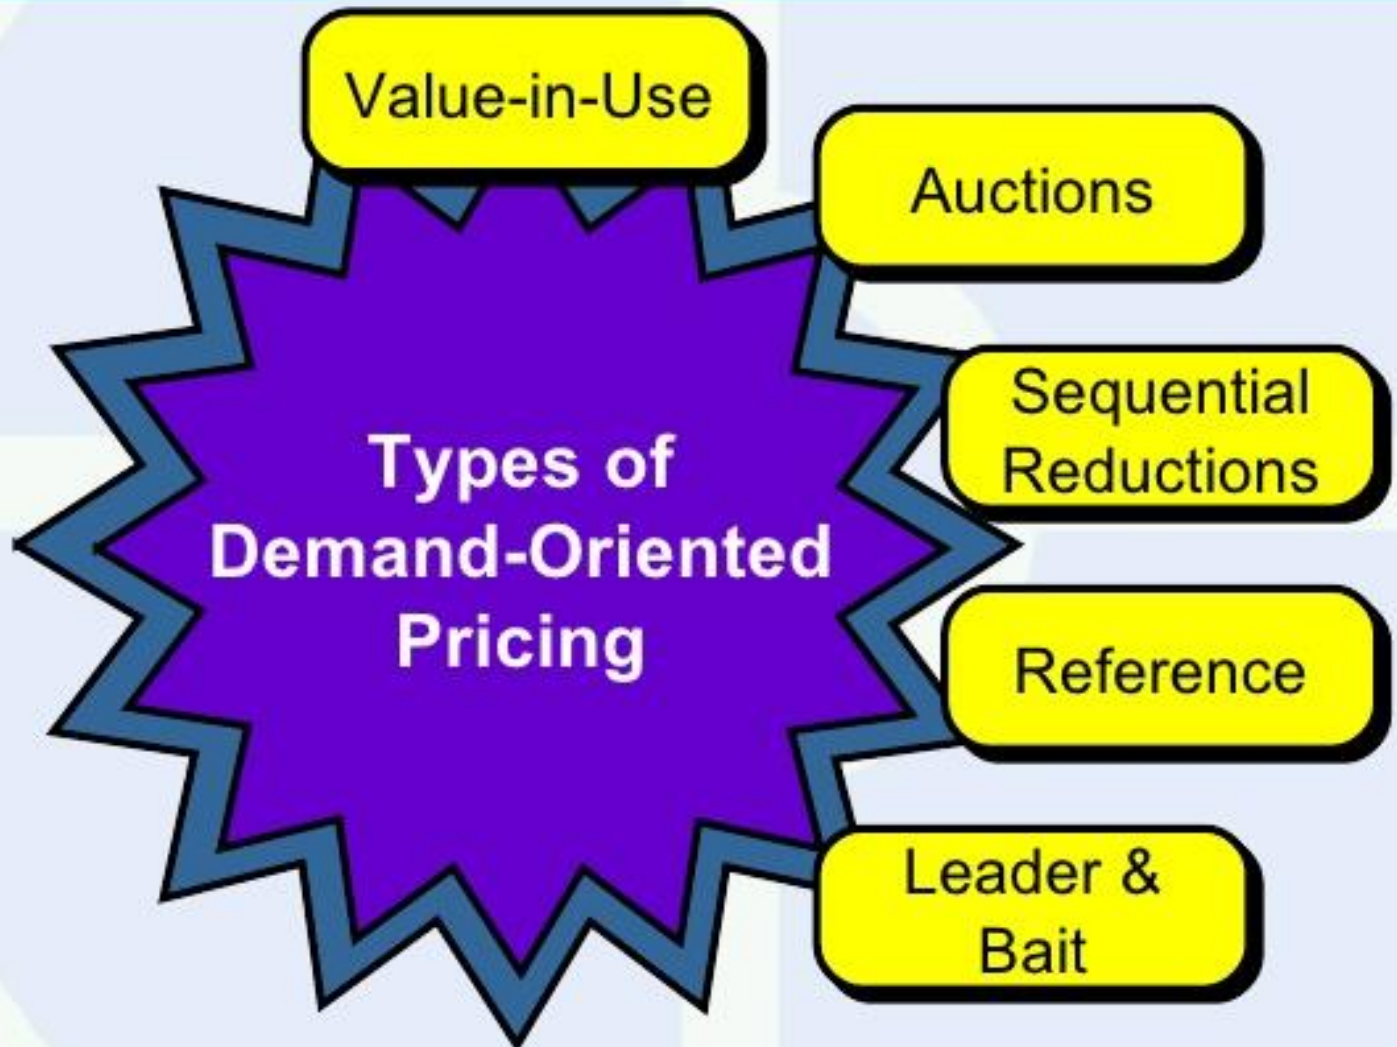 Value-in-Use
Auctions
Sequential
Reductions
Types of
Demand-Oriented
Pricing
Reference
Leader &
Bait